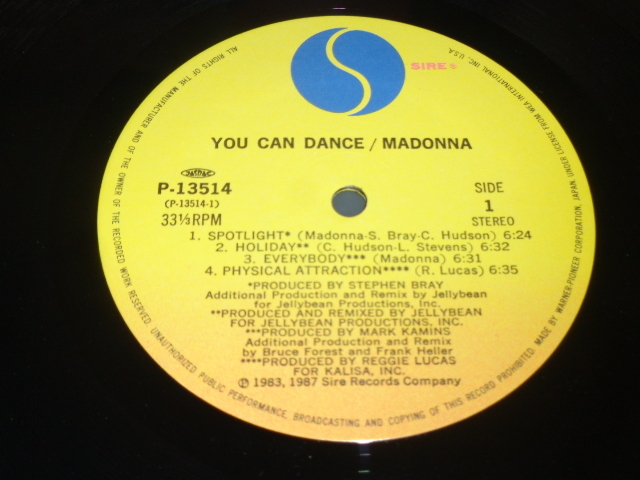 SIRE ®
YOU CAN DANCE / MADONNA
JASRAC
P-13514
(P-13514-1)
33⅓RPM
SIDE
1
STEREO
1. SPOTLIGHT* (Madonna-S. Bray-C. Hudson) 6:24
2. HOLIDAY** (C. Hudson-L. Stevens) 6:32
3. EVERYBODY*** (Madonna) 6:31
4. PHYSICAL ATTRACTION**** (R. Lucas) 6:35
*PRODUCED BY STEPHEN BRAY
Additional Production and Remix by Jellybean
for Jellybean Productions, Inc.
**PRODUCED AND REMIXED BY JELLYBEAN
FOR JELLYBEAN PRODUCTIONS, INC.
***PRODUCED BY MARK KAMINS
Additional Production and Remix
by Bruce Forest and Frank Heller
****PRODUCED BY REGGIE LUCAS
FOR KALISA, INC.
℗ 1983, 1987 Sire Records Company
ALL RIGHTS OF THE MANUFACTURER AND OF THE OWNER OF THE RECORDED WORK RESERVED. UNAUTHORIZED PUBLIC PERFORMANCE, BROADCASTING AND COPYING OF THIS RECORD PROHIBITED. MADE BY WARNER-PIONEER CORPORATION, JAPAN UNDER LICENSE FROM WEA INTERNATIONAL INC. U.S.A.